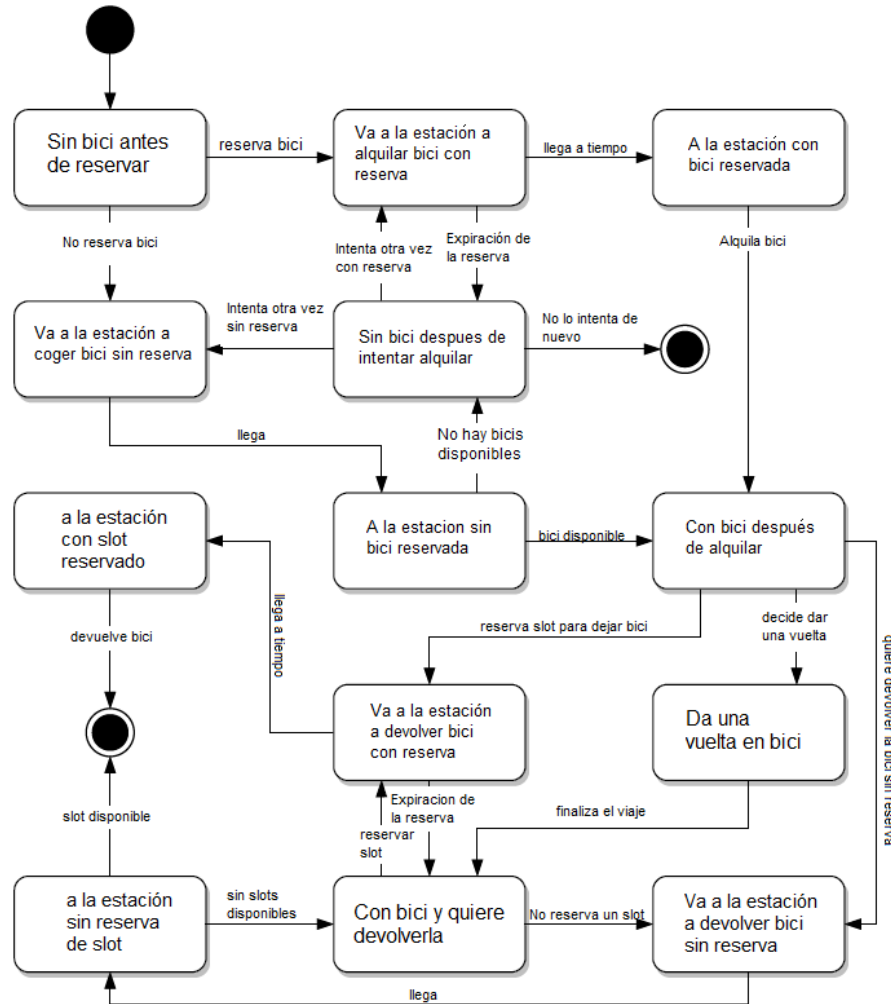 Sin bici antes
de reservar
reserva bici
Va a la estación a
alquilar bici con
reserva
llega a tiempo
A la estación con
bici reservada
No reserva bici
Intenta otra vez
con reserva
Expiración de
la reserva
Alquila bici
Va a la estación a
coger bici sin reserva
Intenta otra vez
sin reserva
Sin bici despues de
intentar alquilar
No lo intenta de
nuevo
llega
No hay bicis
disponibles
a la estación
con slot
reservado
A la estacion sin
bici reservada
bici disponible
Con bici después
de alquilar
llega a tiempo
devuelve bici
reserva slot para dejar bici
decide dar
una vuelta
quiere devolver la bici sin reserva
Va a la estación
a devolver bici
con reserva
Da una
vuelta en bici
slot disponible
Expiracion de
la reserva
reservar
slot
finaliza el viaje
a la estación
sin reserva
de slot
sin slots
disponibles
Con bici y quiere
devolverla
No reserva un slot
Va a la estación
a devolver bici
sin reserva
llega